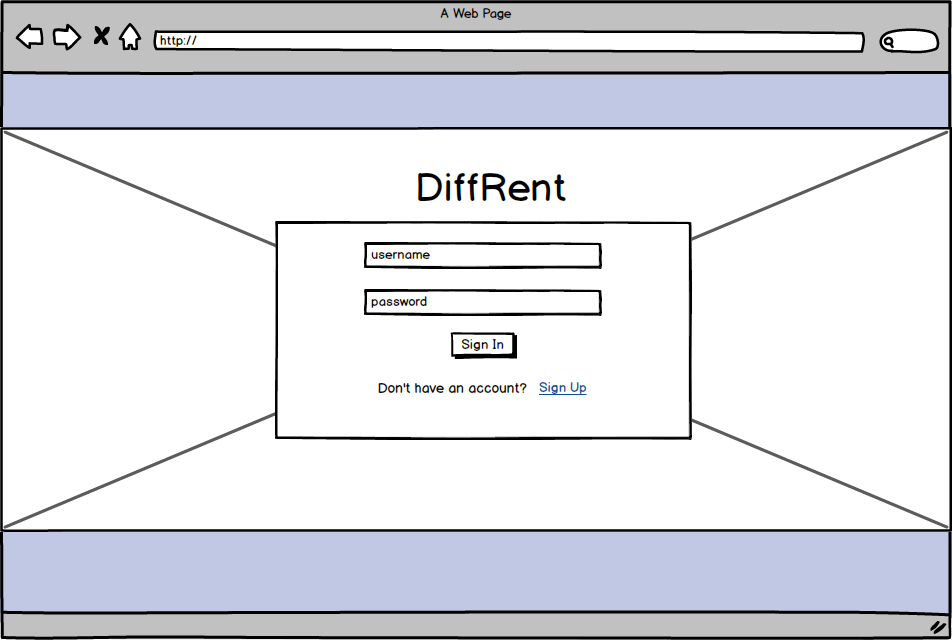 A Web Page
http://
DiffRent
username
password
Sign In
Don't have an account? Sign Up